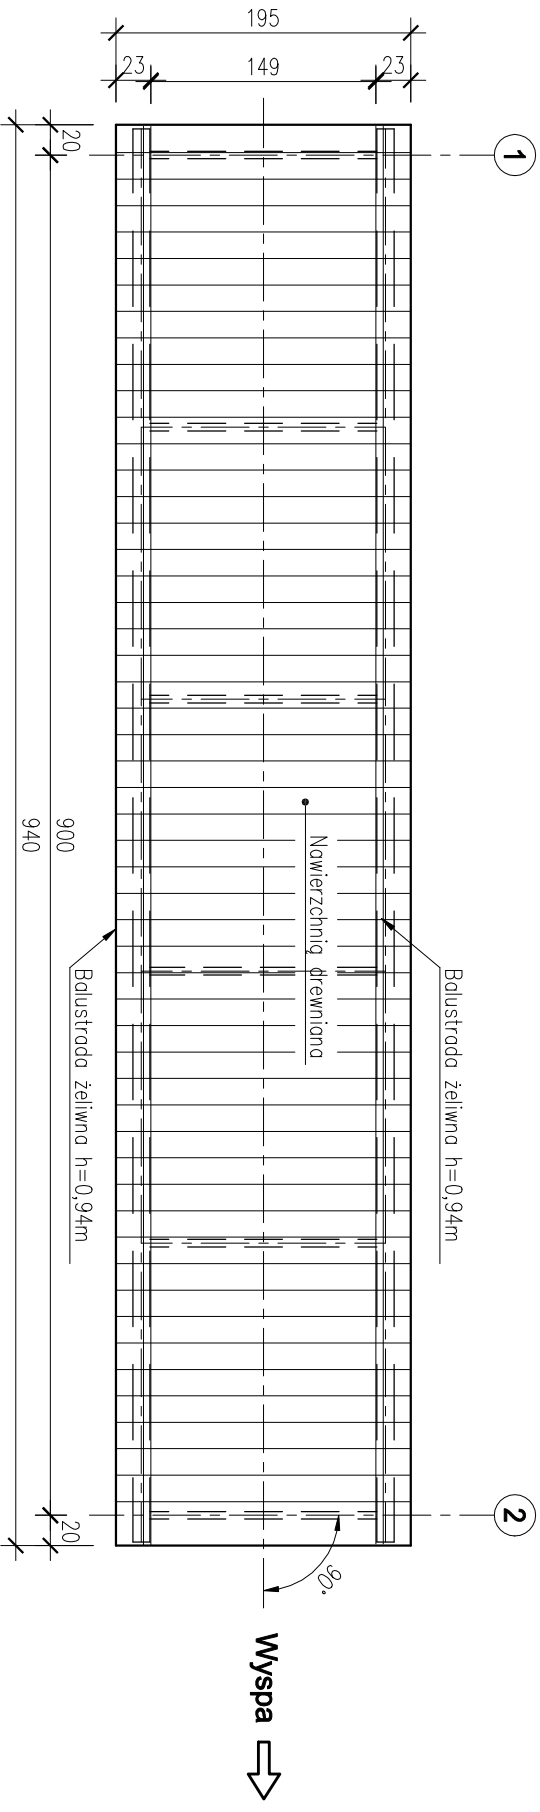 195
23
149
23
1
20
900
940
20
Nawierzchnią drewniana
Balustrada żeliwna h=0,94m
Balustrada żeliwna h=0,94m
2
90°
Wyspa